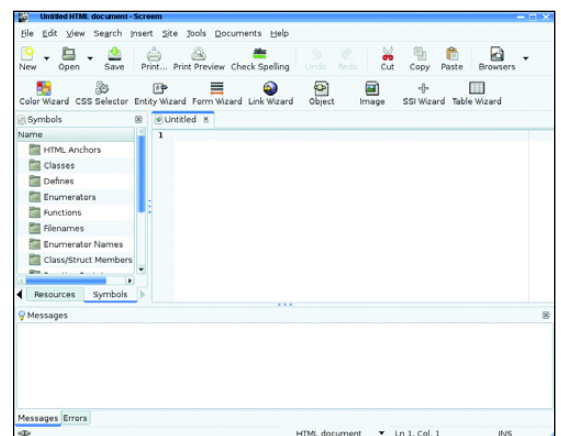 Untitled HTML document - Screem
File Edit View Search Insert Site Tools Documents Help
New Open Save Print... Print Preview Check Spelling Undo Redo Cut Copy Paste Browsers
Color Wizard CSS Selector Entity Wizard Form Wizard Link Wizard Object Image SSI Wizard Table Wizard
Symbols Untitled
Name 1
HTML Anchors
Classes
Defines
Enumerators
Functions
Filenames
Enumerator Names
Class/Struct Members
Resources Symbols
Messages
Messages Errors
HTML document Ln 1, Col. 1 INS